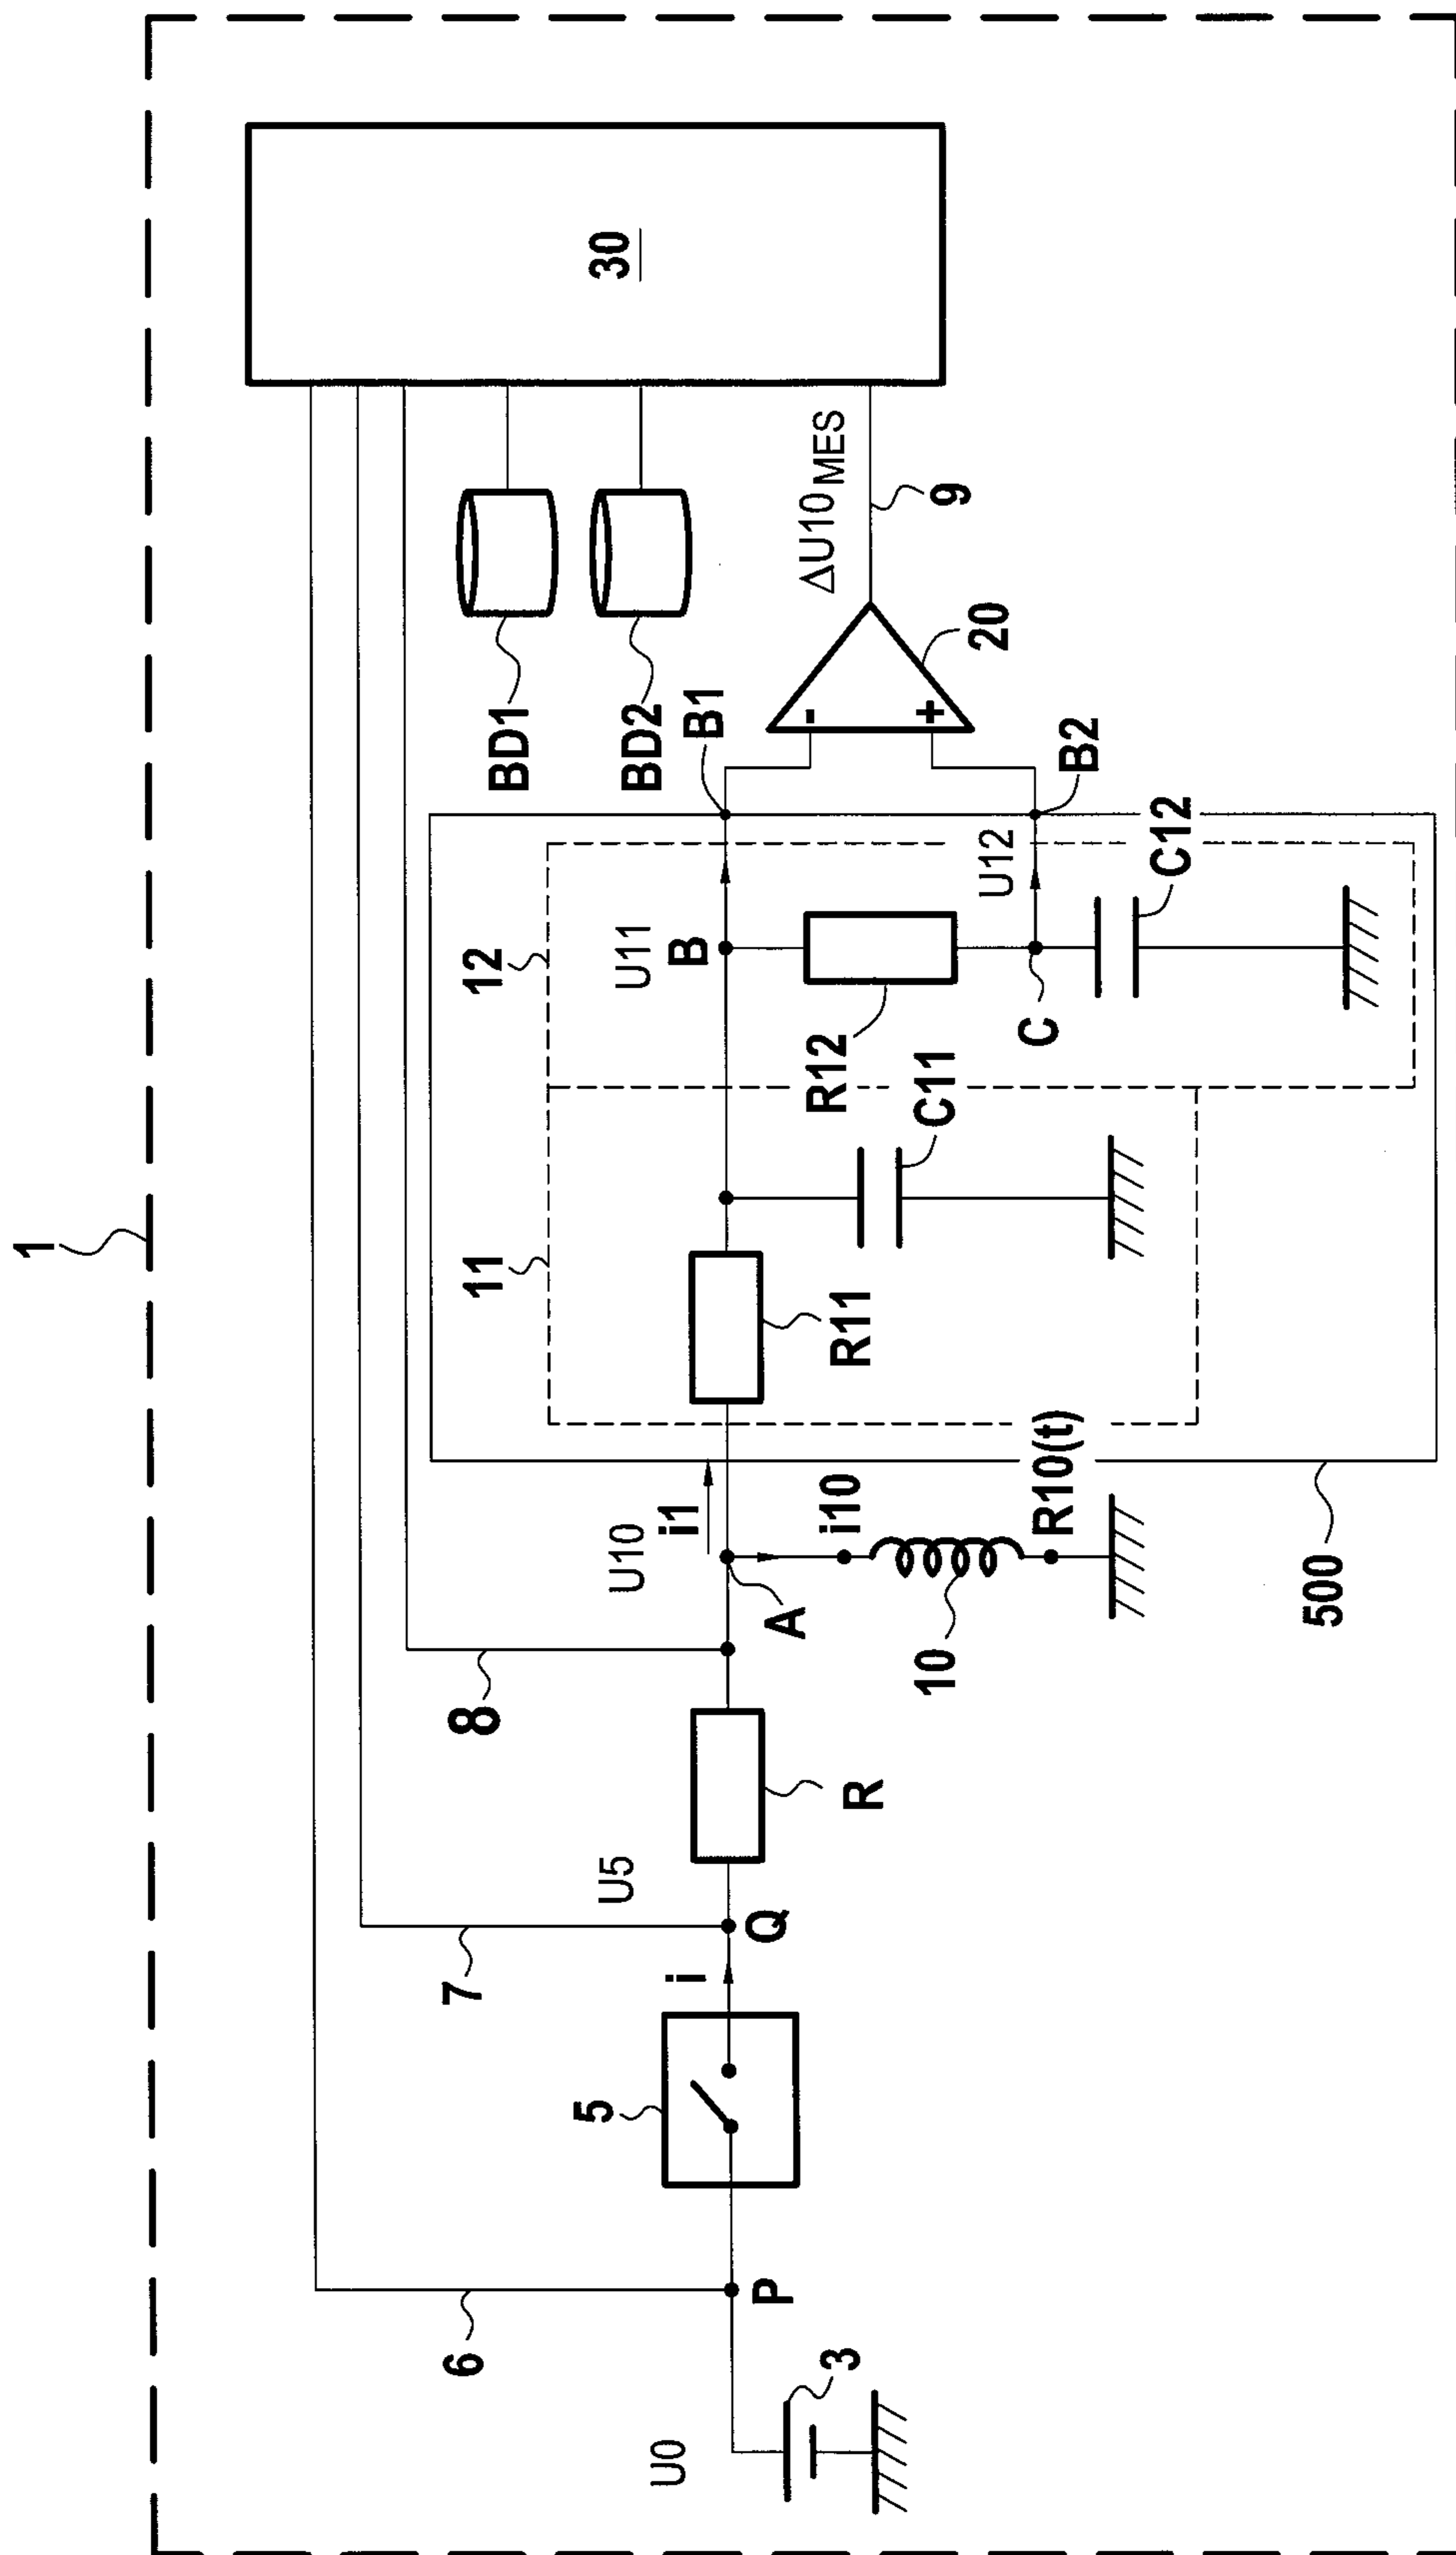 1
30
BD1
BD2
ΔU10MES
9
20
-
+
B1
B2
12
U11
B
U12
C
C12
R12
C11
11
R11
500
U10
i1
i10
R10(t)
10
A
8
R
U5
7
Q
i
5
6
P
U0
3